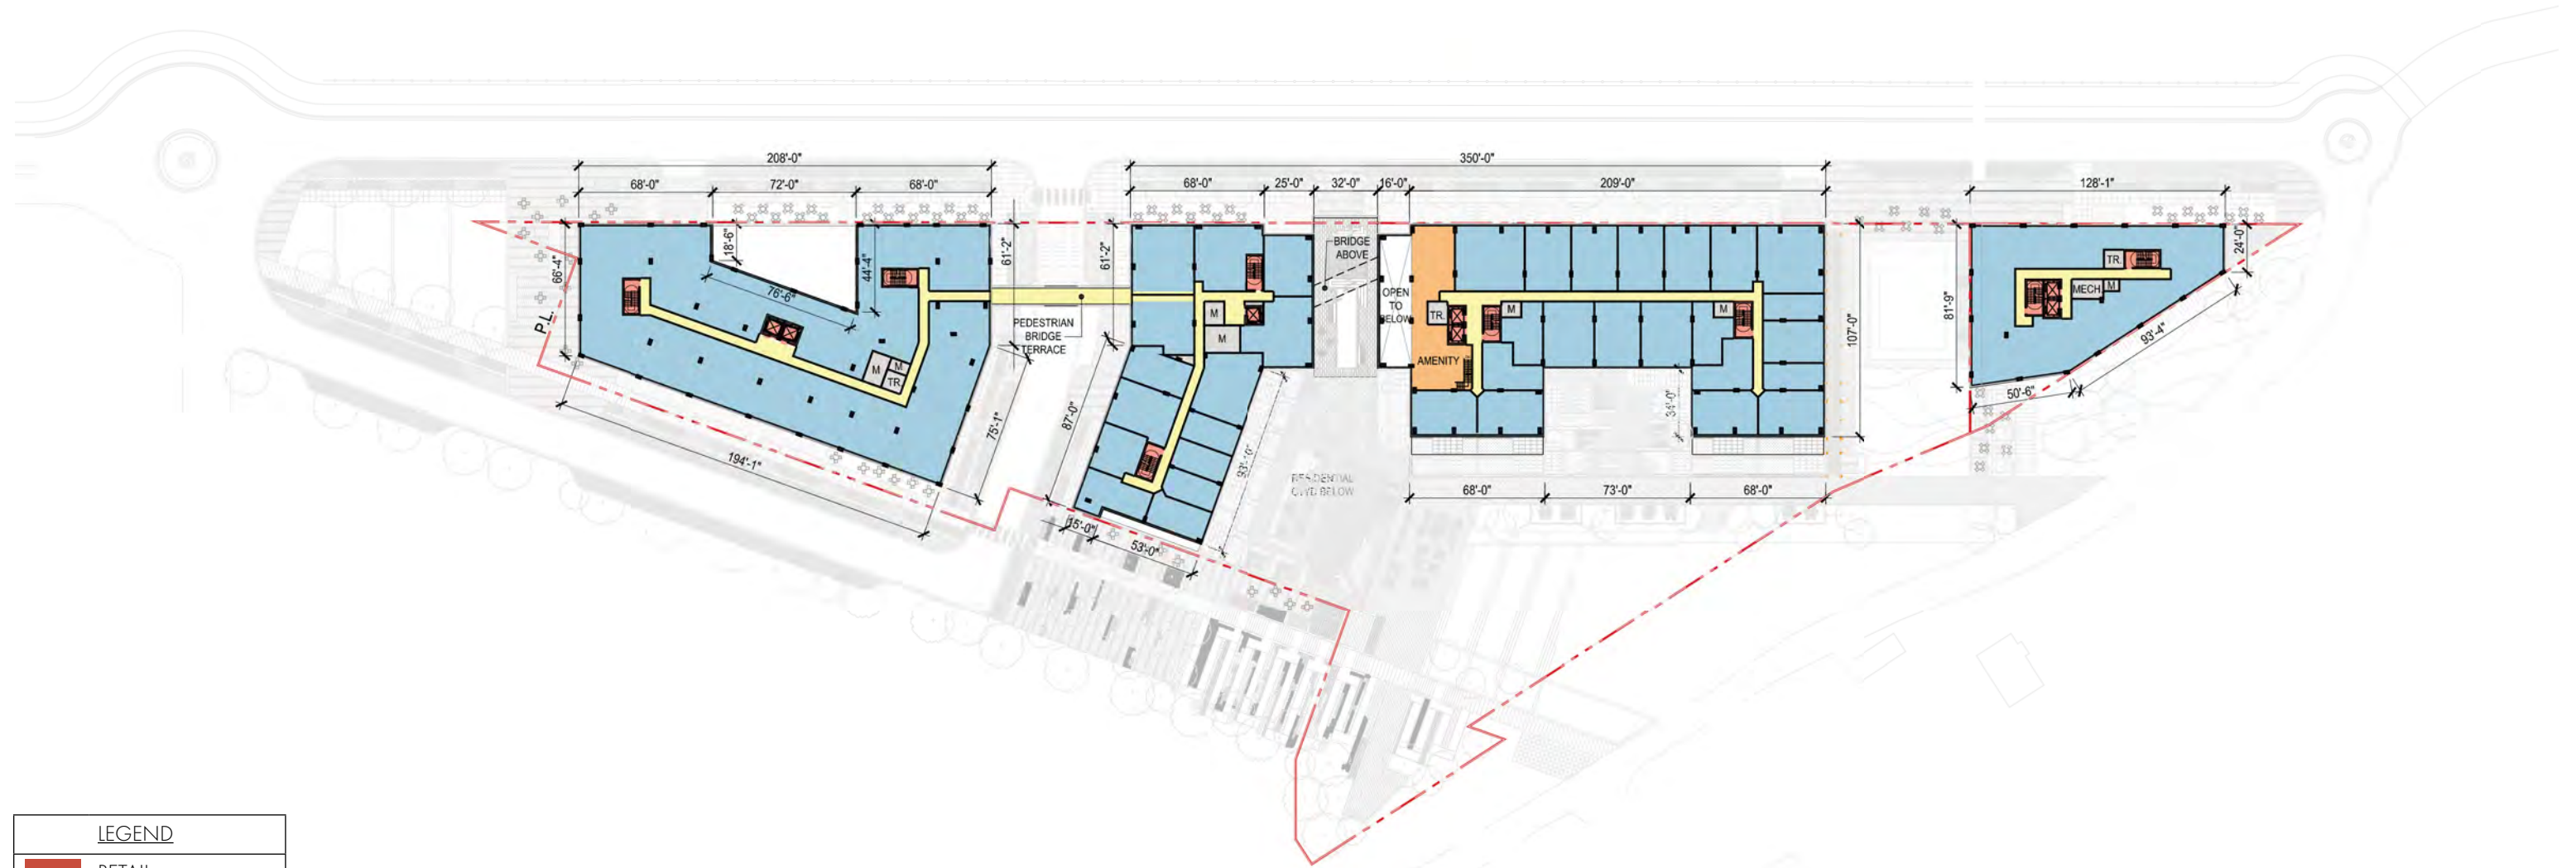 208'-0"
350'-0"
68'-0"
72'-0"
68'-0"
68'-0"
25'-0"
32'-0"
16'-0"
209'-0"
128'-1"
66'-4"
18'-6"
44'-4"
76'-6"
61'-2"
61'-2"
BRIDGE
ABOVE
OPEN
TO
BELOW
TR.
M
M
M
M
AMENITY
107'-0"
81'-9"
TR.
MECH
M
24'-0"
93'-4"
50'-6"
P.L.
PEDESTRIAN
BRIDGE
TERRACE
M
M
TR.
194'-1"
75'-1"
87'-0"
93'-10"
34'-0"
RESIDENTIAL
BELOW
68'-0"
73'-0"
68'-0"
15'-0"
53'-0"
LEGEND
RETAIL